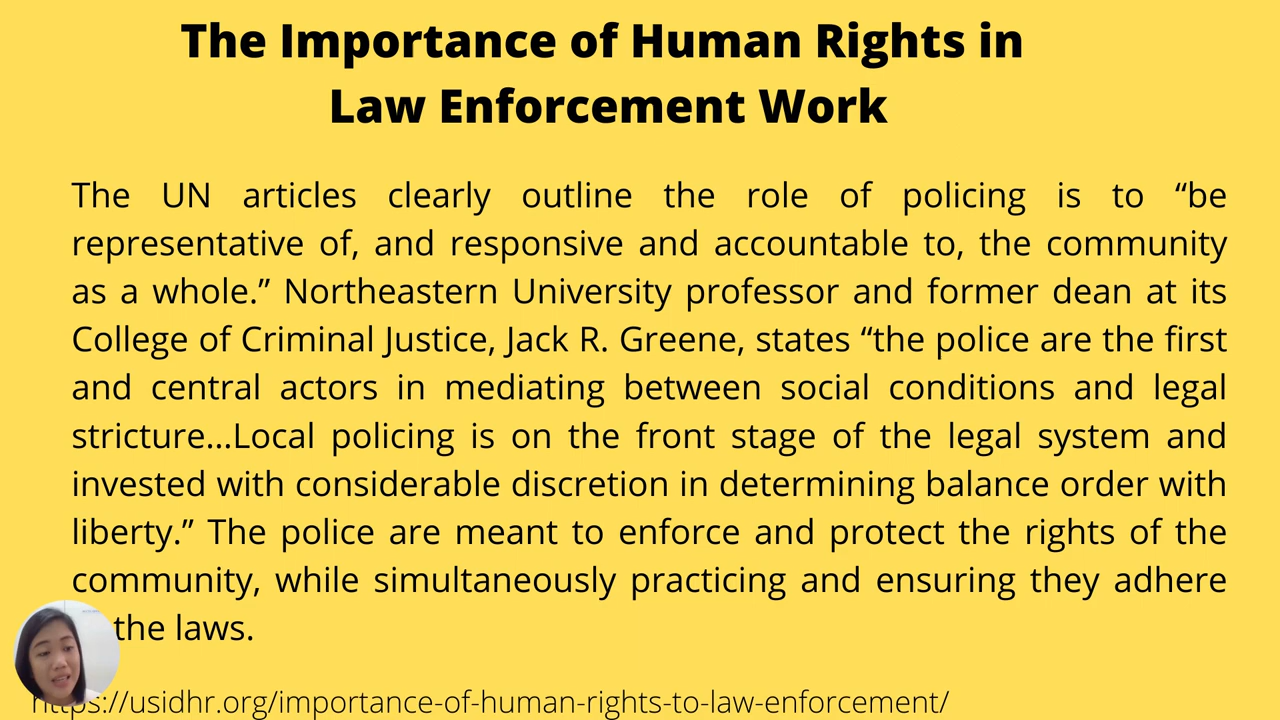 The Importance of Human Rights in
Law Enforcement Work
The UN articles clearly outline the role of policing is to “be
representative of, and responsive and accountable to, the community
as a whole.” Northeastern University professor and former dean at its
College of Criminal Justice, Jack R. Greene, states “the police are the first
and central actors in mediating between social conditions and legal
stricture...Local policing is on the front stage of the legal system and
invested with considerable discretion in determining balance order with
liberty.” The police are meant to enforce and protect the rights of the
community, while simultaneously practicing and ensuring they adhere
the laws.
https://usidhr.org/importance-of-human-rights-to-law-enforcement/